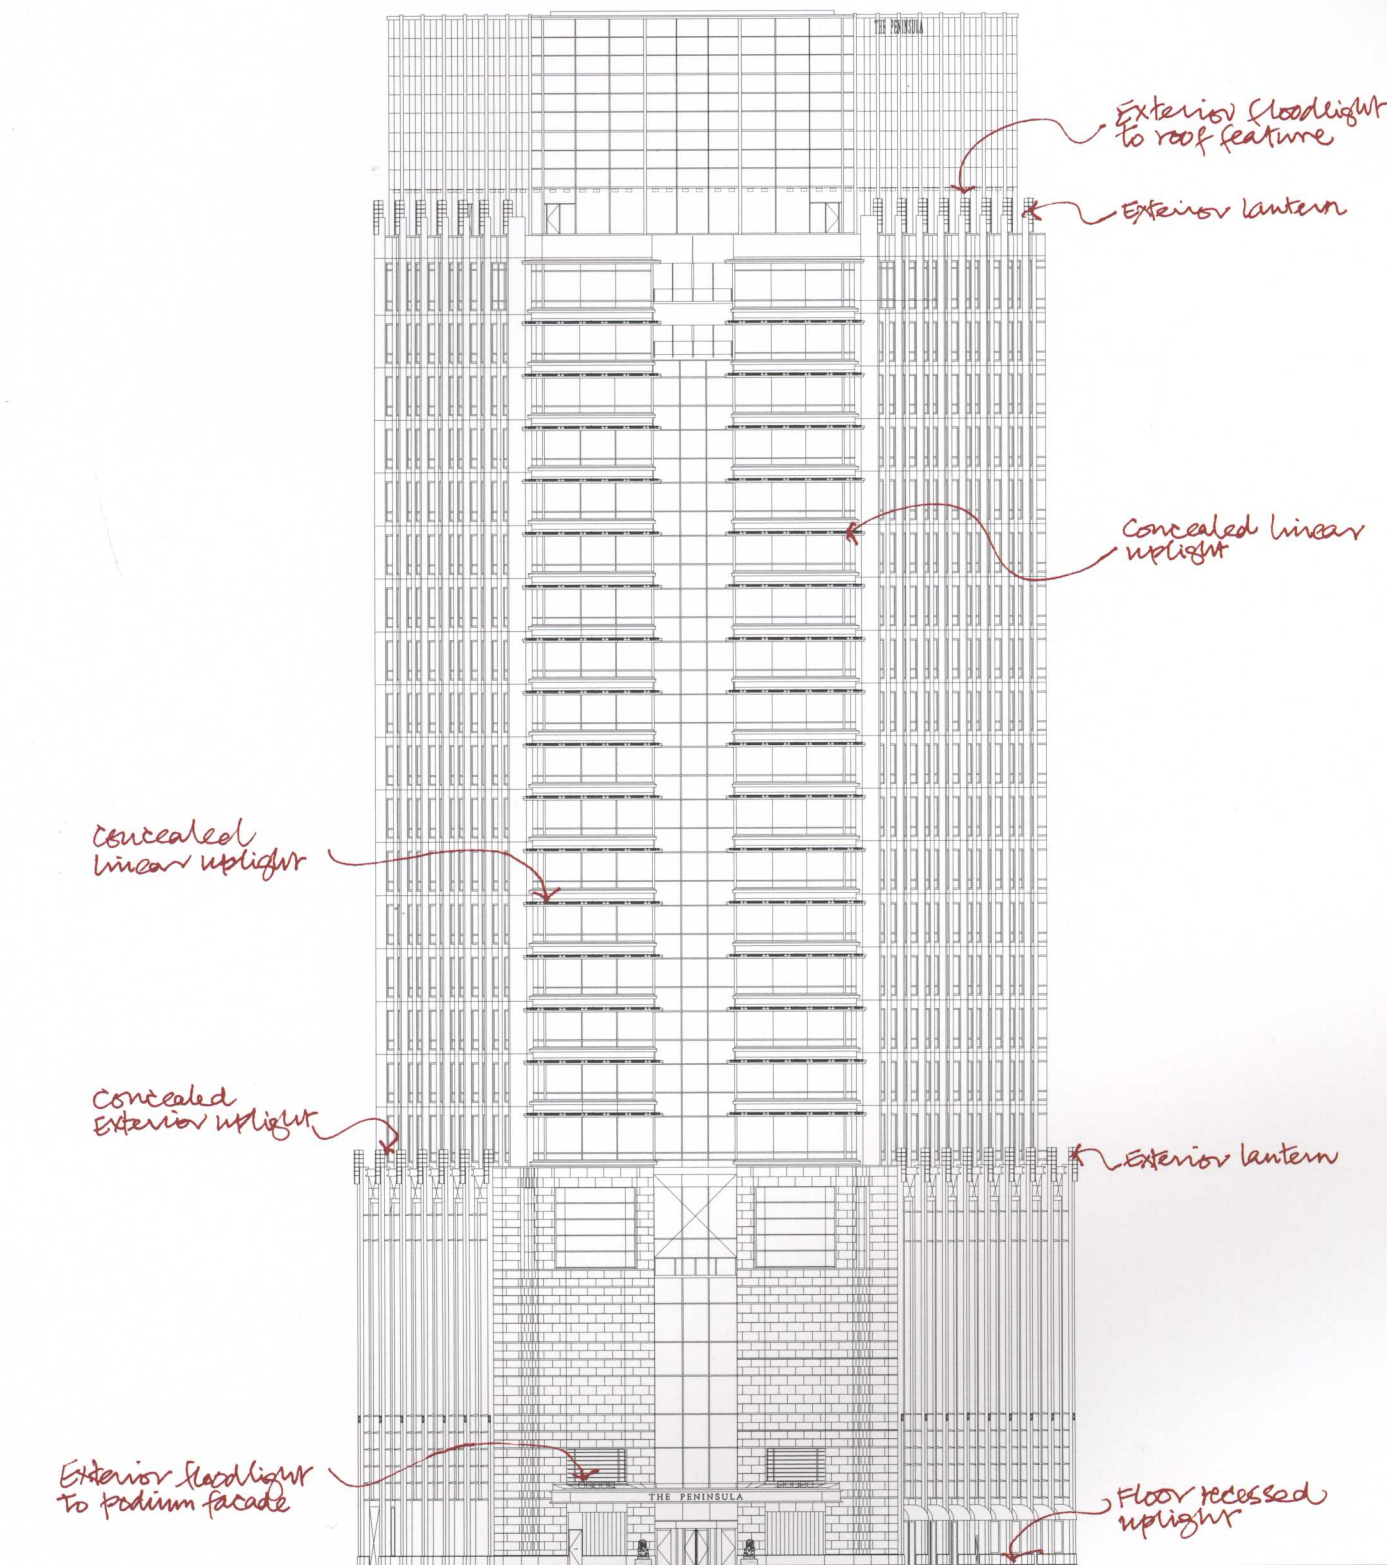 THE PENINSULA
Exterior floodlight
to roof feature
Exterior lantern
Concealed linear
uplight
Concealed
linear uplight
Concealed
Exterior uplight
Exterior lantern
Exterior floodlight
to podium facade
THE PENINSULA
Floor recessed
uplight